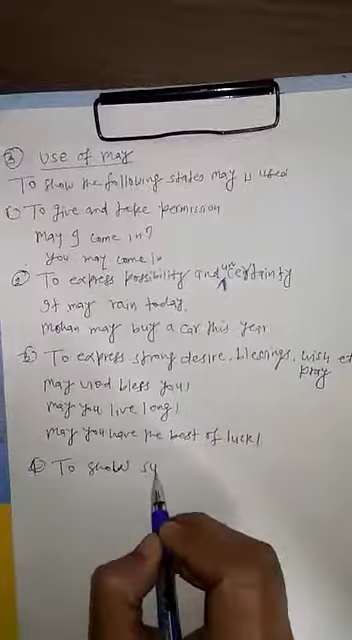 ③ Use of may
To show the following states may is used
① To give and take permission
May I come in?
You may come in
② To express possibility and uncertainty
It may rain today.
Mohan may buy a car this year
③ To express strong desire, blessings, wish etc
pray
May God bless you!
May you live long!
May you have the best of luck!
④ To show su